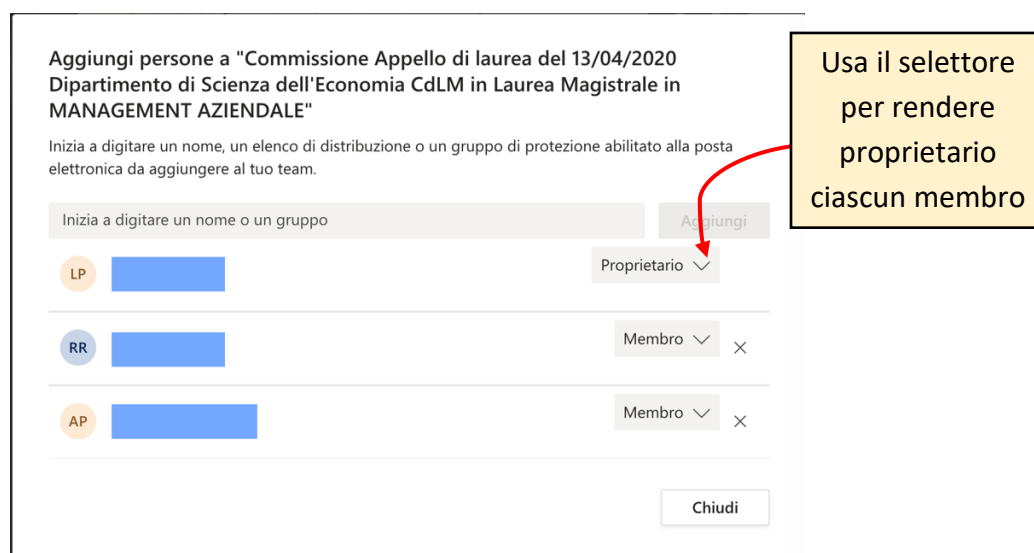 Aggiungi persone a "Commissione Appello di laurea del 13/04/2020
Dipartimento di Scienza dell'Economia CdLM in Laurea Magistrale in
MANAGEMENT AZIENDALE"
Inizia a digitare un nome, un elenco di distribuzione o un gruppo di protezione abilitato alla posta
elettronica da aggiungere al tuo team.
Inizia a digitare un nome o un gruppo
Aggiungi
LP
Proprietario
RR
Membro
AP
Membro
Chiudi
Usa il selettore
per rendere
proprietario
ciascun membro